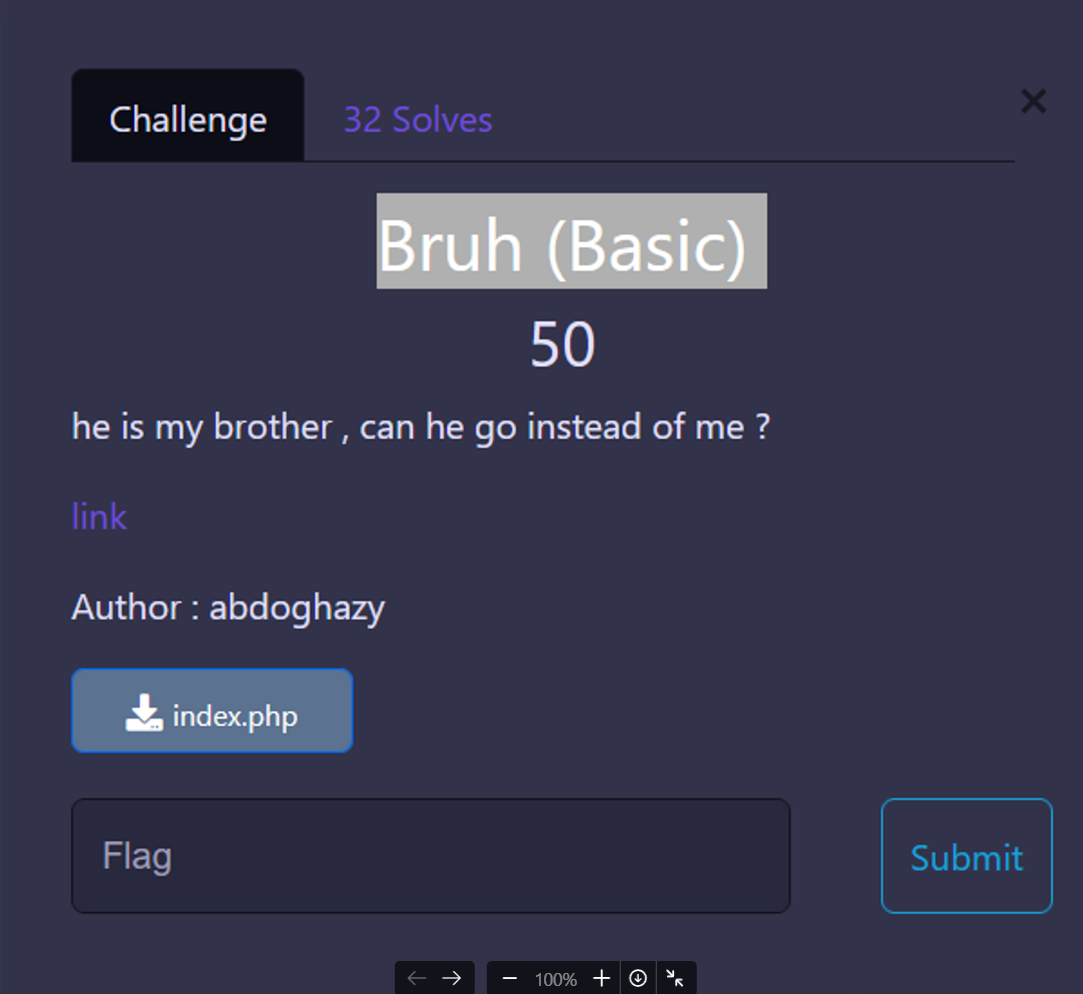 Challenge 32 Solves
Bruh (Basic)
50
he is my brother , can he go instead of me ?
link
Author : abdoghazy
index.php
Flag Submit
100%